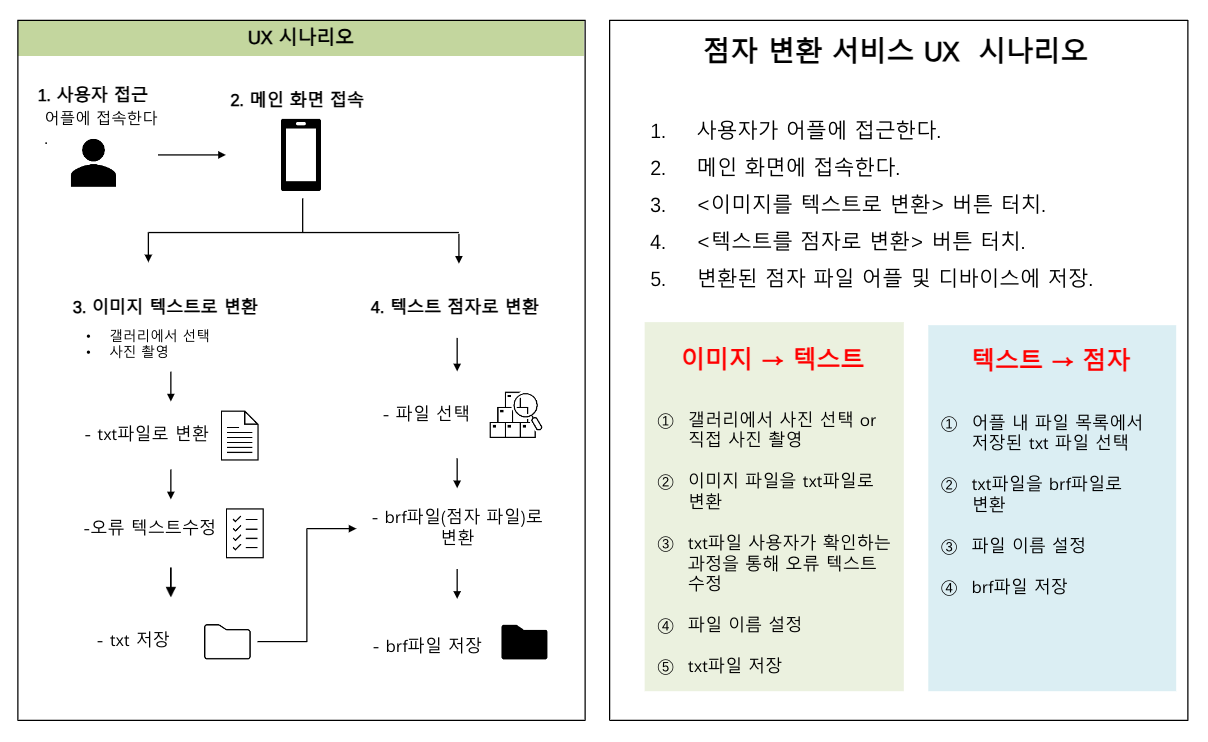 UX 시나리오
1. 사용자 접근
어플에 접속한다
.
2. 메인 화면 접속
3. 이미지 텍스트로 변환
• 갤러리에서 선택
• 사진 촬영
- txt파일로 변환
-오류 텍스트수정
- txt 저장
4. 텍스트 점자로 변환
- 파일 선택
- brf파일(점자 파일)로
변환
- brf파일 저장
점자 변환 서비스 UX 시나리오
1. 사용자가 어플에 접근한다.
2. 메인 화면에 접속한다.
3. <이미지를 텍스트로 변환> 버튼 터치.
4. <텍스트를 점자로 변환> 버튼 터치.
5. 변환된 점자 파일 어플 및 디바이스에 저장.
이미지 → 텍스트
① 갤러리에서 사진 선택 or
직접 사진 촬영
② 이미지 파일을 txt파일로
변환
③ txt파일 사용자가 확인하는
과정을 통해 오류 텍스트
수정
④ 파일 이름 설정
⑤ txt파일 저장
텍스트 → 점자
① 어플 내 파일 목록에서
저장된 txt 파일 선택
② txt파일을 brf파일로
변환
③ 파일 이름 설정
④ brf파일 저장